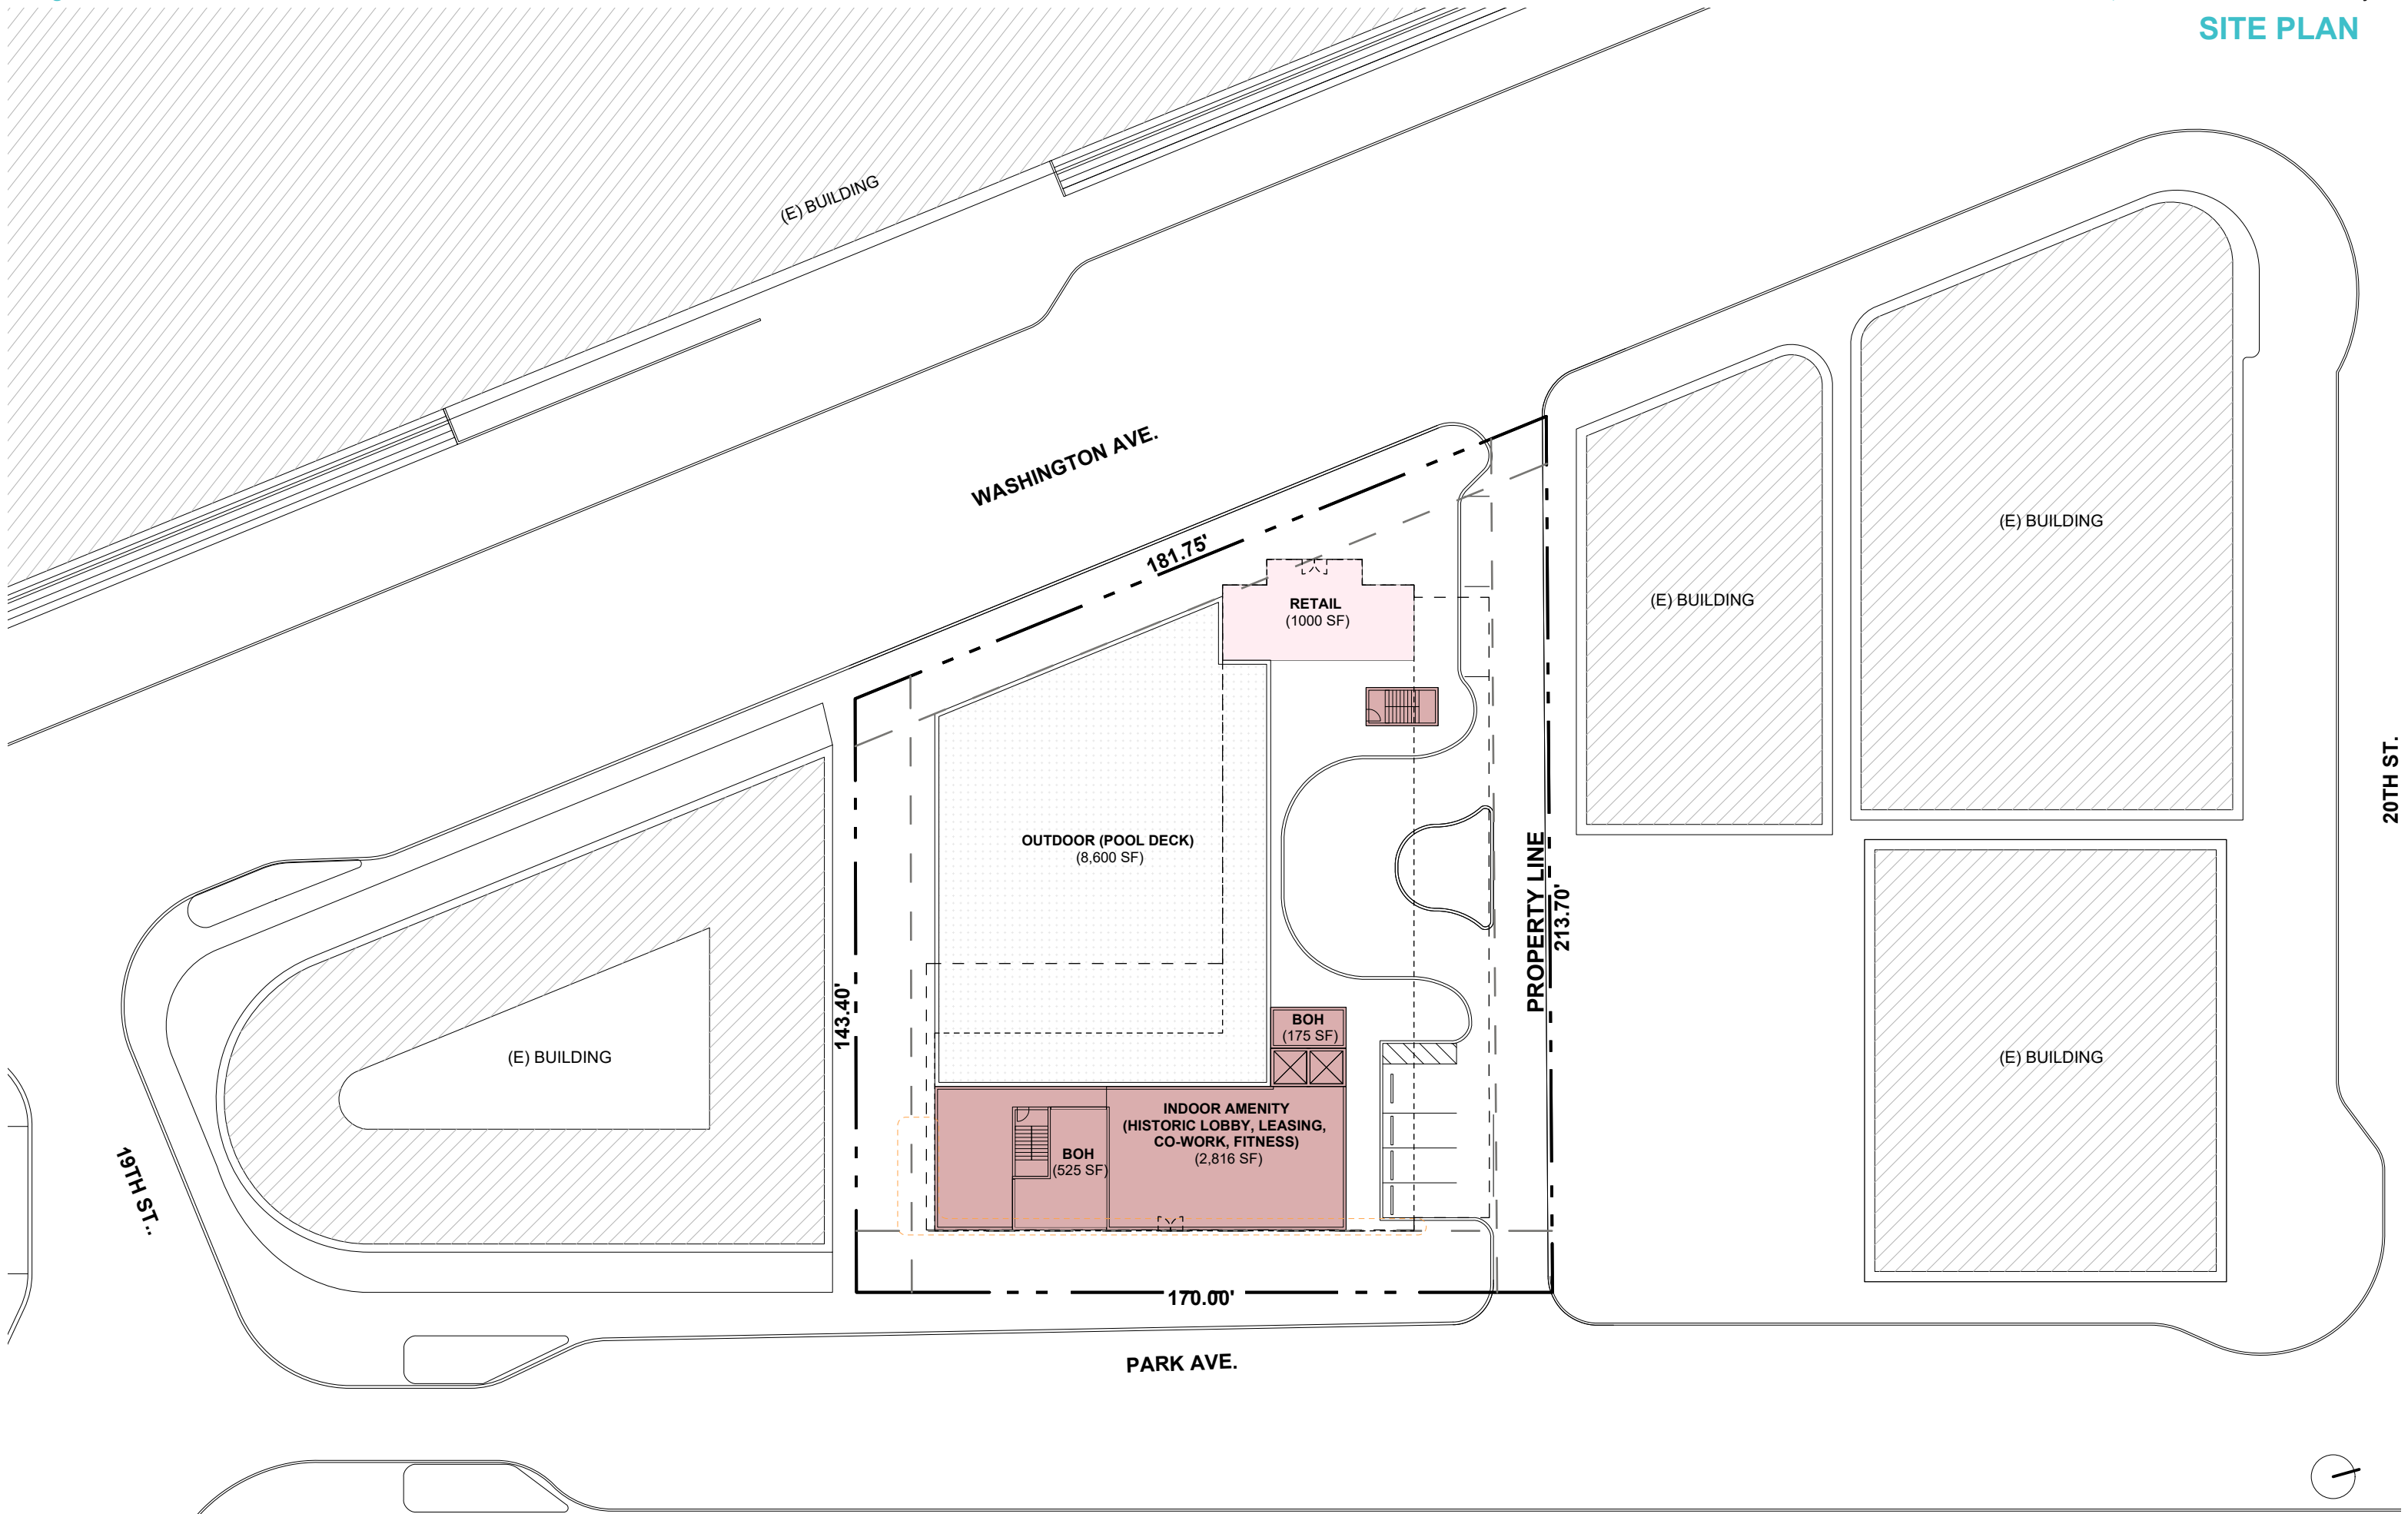 SITE PLAN
(E) BUILDING
WASHINGTON AVE.
181.75'
RETAIL
(1000 SF)
(E) BUILDING
(E) BUILDING
20TH ST.
OUTDOOR (POOL DECK)
(8,600 SF)
PROPERTY LINE
213.70'
143.40'
BOH
(175 SF)
(E) BUILDING
(E) BUILDING
INDOOR AMENITY
(HISTORIC LOBBY, LEASING,
CO-WORK, FITNESS)
(2,816 SF)
BOH
(525 SF)
19TH ST..
170.00'
PARK AVE.